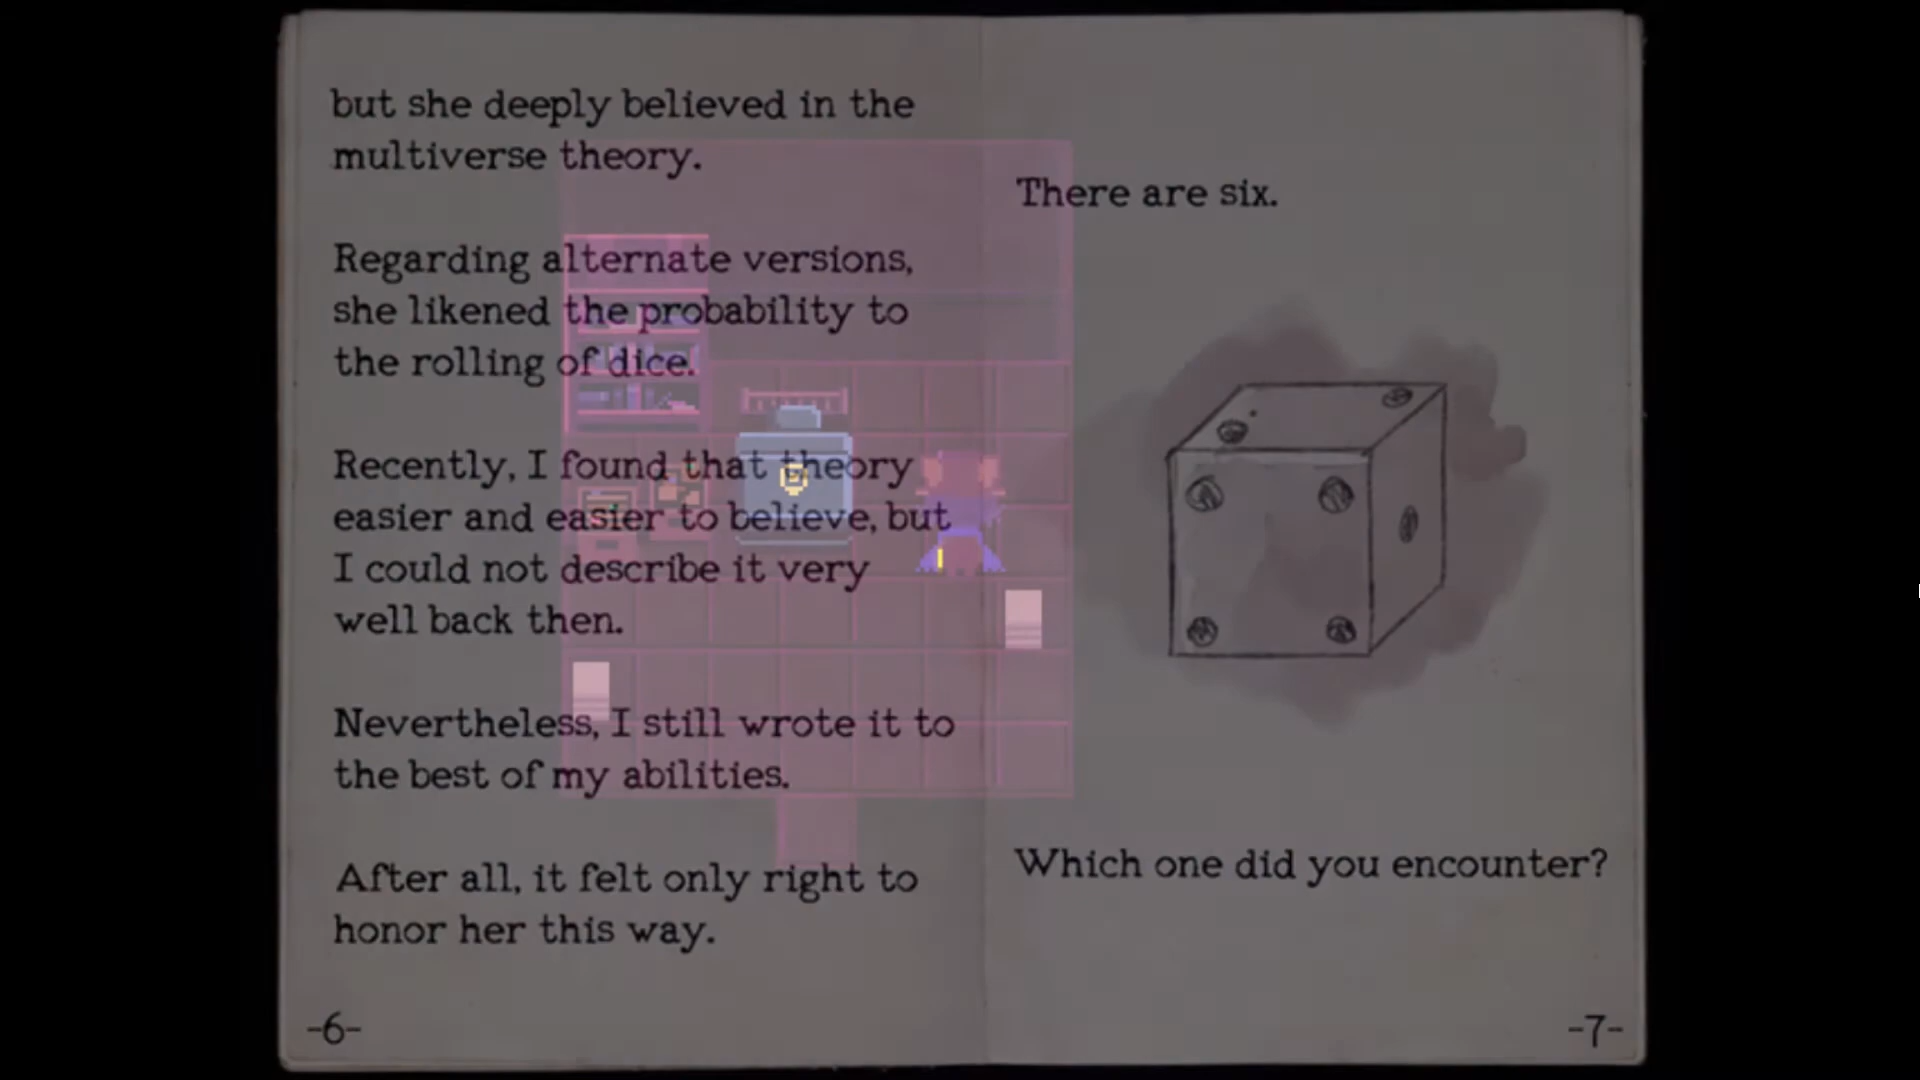 but she deeply believed in the
multiverse theory.
Regarding alternate versions,
she likened the probability to
the rolling of dice.
Recently, I found that theory
easier and easier to believe, but
I could not describe it very
well back then.
Nevertheless, I still wrote it to
the best of my abilities.
After all, it felt only right to
honor her this way.
-6-
There are six.
Which one did you encounter?
-7-